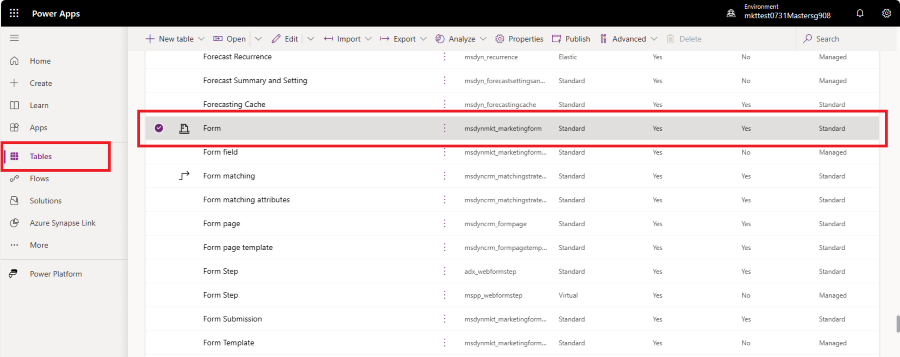 Power Apps
Environment
mkttest0731Mastersg908
New table Open Edit Import Export Analyze Properties Publish Advanced Delete Search
Home
Create
Learn
Apps
Tables
Flows
Solutions
Azure Synapse Link
More
Power Platform
Forecast Recurrence msdyn_recurrence Elastic Yes No Managed
Forecast Summary and Setting msdyn_forecastsettingsan... Standard Yes No Managed
Forecasting Cache msdyn_forecastingcache Standard Yes Yes Standard
Form msdynmkt_marketingform Standard Yes Yes Standard
Form field msdynmkt_marketingform... Standard Yes No Managed
Form matching msdyncrm_matchingstrate... Standard Yes Yes Standard
Form matching attributes msdyncrm_matchingstrate... Standard Yes Yes Standard
Form page msdyncrm_formpage Standard Yes Yes Standard
Form page template msdyncrm_formpagetemp... Standard Yes Yes Standard
Form Step adx_webformstep Standard Yes Yes Standard
Form Step mspp_webformstep Virtual Yes No Managed
Form Submission msdynmkt_marketingform... Standard Yes Yes Standard
Form Template msdynmkt_marketingform... Standard Yes No Managed